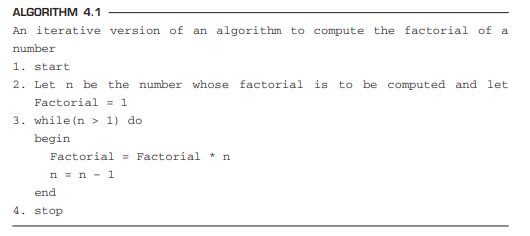 ALGORITHM 4.1
An iterative version of an algorithm to compute the factorial of a
number
1. start
2. Let n be the number whose factorial is to be computed and let
Factorial = 1
3. while(n > 1) do
begin
Factorial = Factorial * n
n = n - 1
end
4. stop